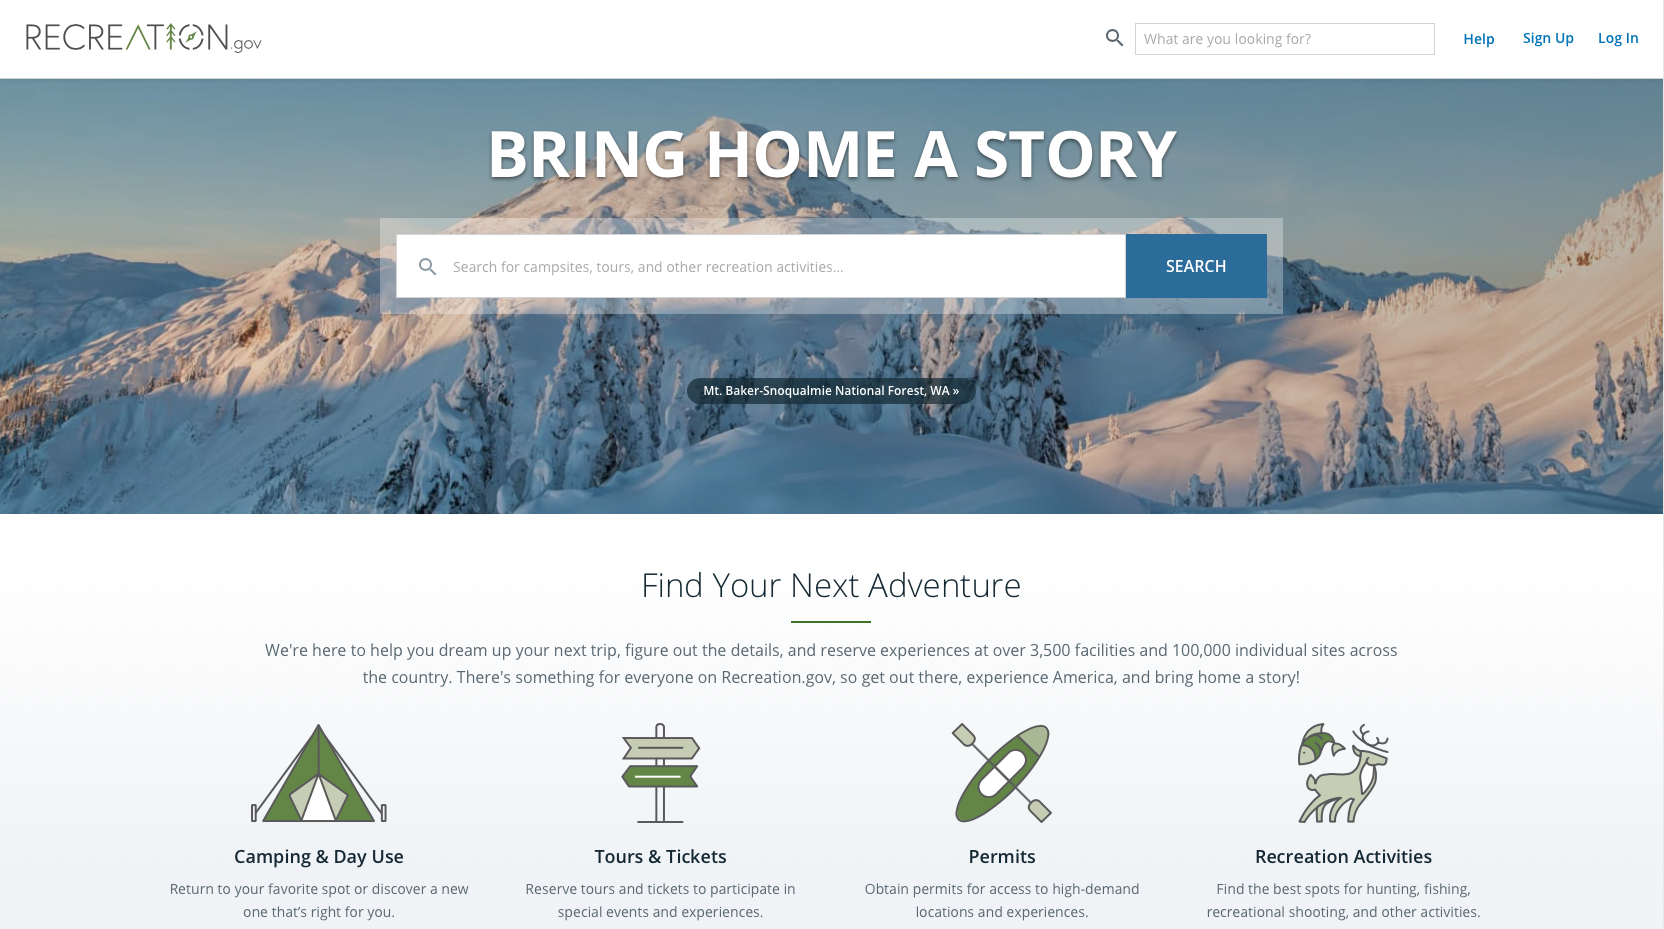 RECREATION.gov
What are you looking for?
Help
Sign Up
Log In
BRING HOME A STORY
Search for campsites, tours, and other recreation activities...
SEARCH
Mt. Baker-Snoqualmie National Forest, WA »
Find Your Next Adventure
We're here to help you dream up your next trip, figure out the details, and reserve experiences at over 3,500 facilities and 100,000 individual sites across
the country. There's something for everyone on Recreation.gov, so get out there, experience America, and bring home a story!
Camping & Day Use
Return to your favorite spot or discover a new
one that’s right for you.
Tours & Tickets
Reserve tours and tickets to participate in
special events and experiences.
Permits
Obtain permits for access to high-demand
locations and experiences.
Recreation Activities
Find the best spots for hunting, fishing,
recreational shooting, and other activities.